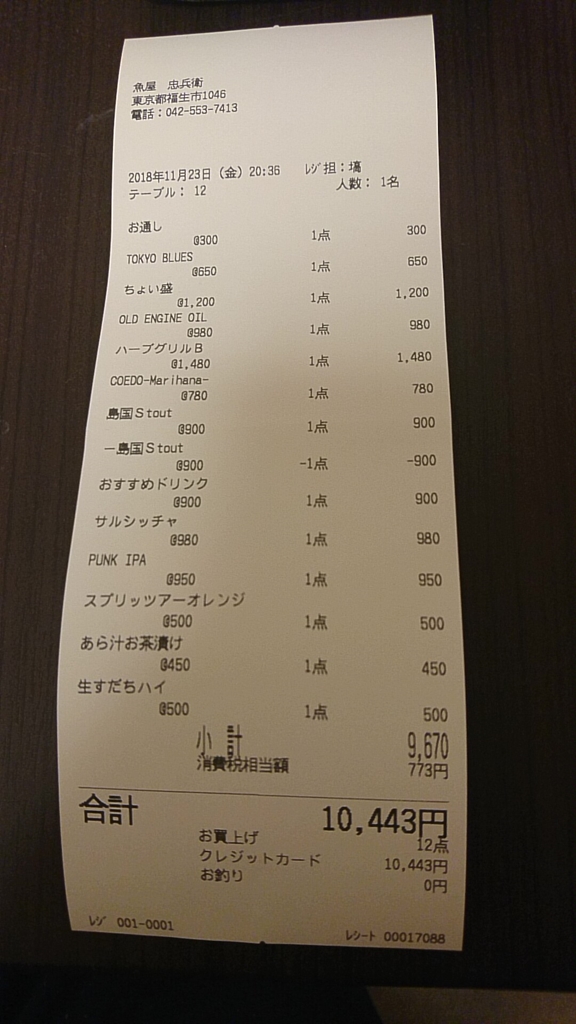 魚屋 忠兵衛
東京都福生市1046
電話：042-553-7413
2018年11月23日（金）20:36 ﾚｼﾞ担：塙
テーブル： 12 人数： 1名
お通し
@300 1点 300
TOKYO BLUES
@650 1点 650
ちょい盛
@1,200 1点 1,200
OLD ENGINE OIL
@980 1点 980
ハーブグリルＢ
@1,480 1点 1,480
COEDO-Marihana-
@780 1点 780
島国Ｓtout
@900 1点 900
－島国Ｓtout
@900 -1点 -900
おすすめドリンク
@900 1点 900
サルシッチャ
@980 1点 980
PUNK IPA
@950 1点 950
スプリッツアーオレンジ
@500 1点 500
あら汁お茶漬け
@450 1点 450
生すだちハイ
@500 1点 500
小 計 9,670
消費税相当額 773円
合計 10,443円
お買上げ 12点
クレジットカード 10,443円
お釣り 0円
ﾚｼﾞ 001-0001 ﾚｼｰﾄ 00017088